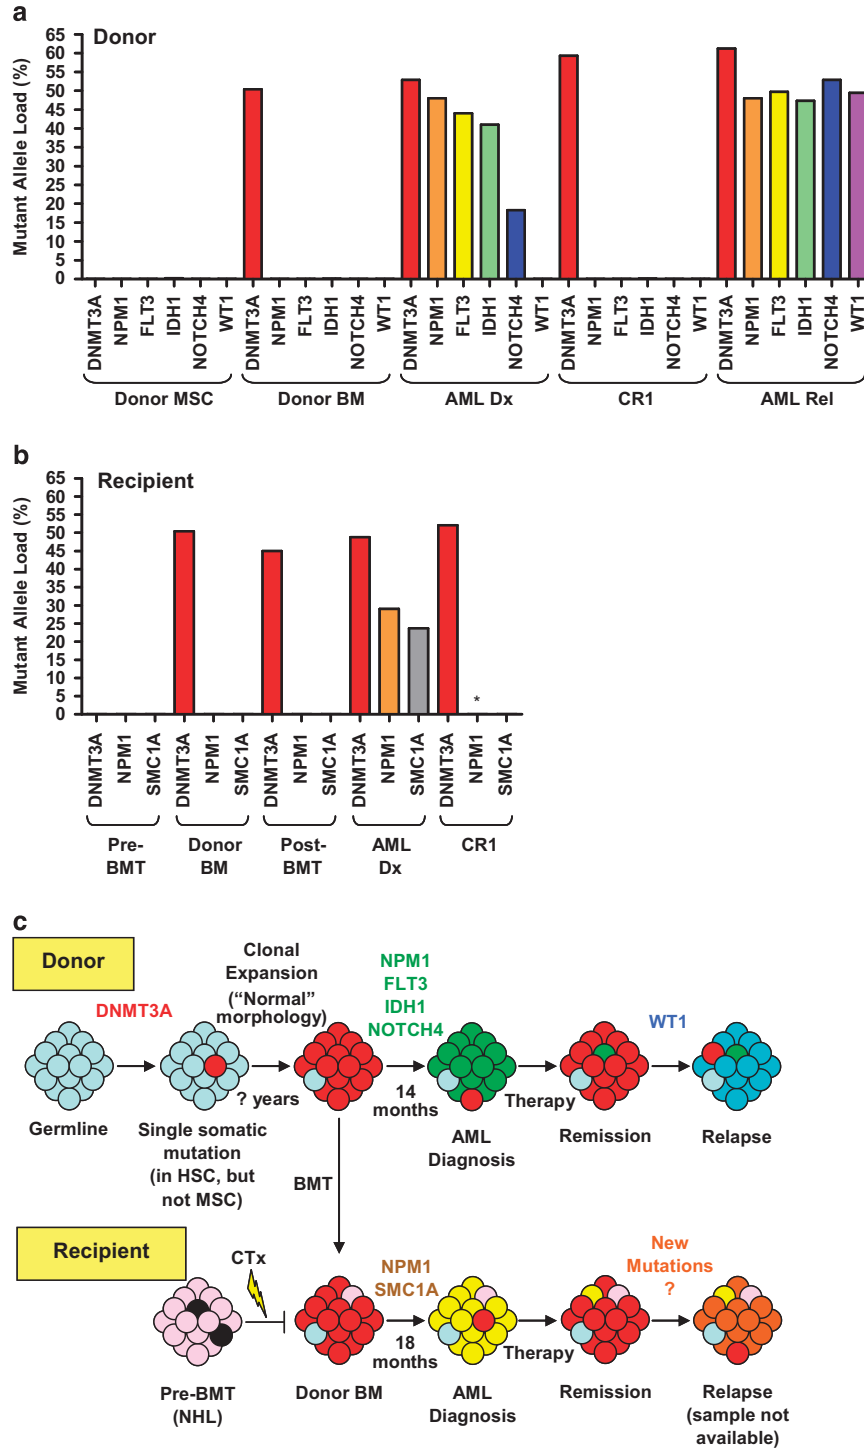 a
Donor
Mutant Allele Load (%)
65
60
55
50
45
40
35
30
25
20
15
10
5
0
DNMT3A
NPM1
FLT3
IDH1
NOTCH4
WT1
DNMT3A
NPM1
FLT3
IDH1
NOTCH4
WT1
DNMT3A
NPM1
FLT3
IDH1
NOTCH4
WT1
DNMT3A
NPM1
FLT3
IDH1
NOTCH4
WT1
DNMT3A
NPM1
FLT3
IDH1
NOTCH4
WT1
Donor MSC
Donor BM
AML Dx
CR1
AML Rel
b
Recipient
Mutant Allele Load (%)
65
60
55
50
45
40
35
30
25
20
15
10
5
0
*
DNMT3A
NPM1
SMC1A
DNMT3A
NPM1
SMC1A
DNMT3A
NPM1
SMC1A
DNMT3A
NPM1
SMC1A
DNMT3A
NPM1
SMC1A
Pre-
BMT
Donor
BM
Post-
BMT
AML
Dx
CR1
c
Donor
DNMT3A
Clonal
Expansion
("Normal"
morphology)
NPM1
FLT3
IDH1
NOTCH4
WT1
? years
14
months
Therapy
Germline
Single somatic
mutation
(in HSC, but
not MSC)
AML
Diagnosis
Remission
Relapse
BMT
Recipient
CTx
NPM1
SMC1A
New
Mutations
?
18
months
Therapy
Pre-BMT
(NHL)
Donor BM
AML
Diagnosis
Remission
Relapse
(sample not
available)